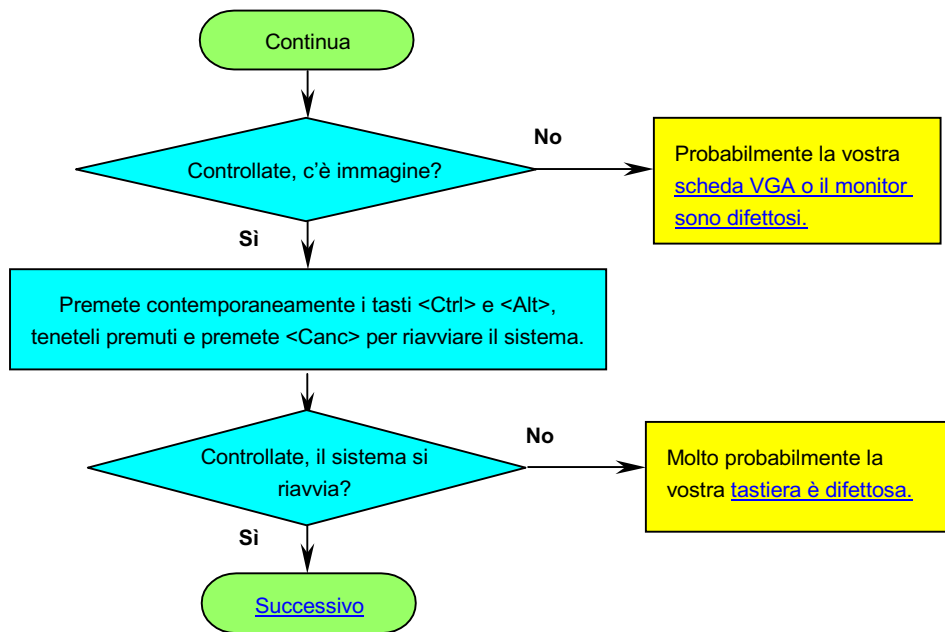 Continua
Controllate, c'è immagine?
No
Probabilmente la vostra
scheda VGA o il monitor
sono difettosi.
Sì
Premete contemporaneamente i tasti <Ctrl> e <Alt>,
teneteli premuti e premete <Canc> per riavviare il sistema.
Controllate, il sistema si
riavvia?
No
Molto probabilmente la
vostra tastiera è difettosa.
Sì
Successivo